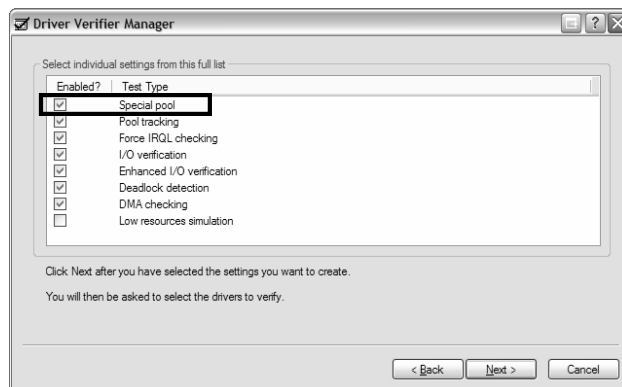 Driver Verifier Manager
Select individual settings from this full list
Enabled? Test Type
Special pool
Pool tracking
Force IRQL checking
I/O verification
Enhanced I/O verification
Deadlock detection
DMA checking
Low resources simulation
Click Next after you have selected the settings you want to create.
You will then be asked to select the drivers to verify.
< Back Next > Cancel